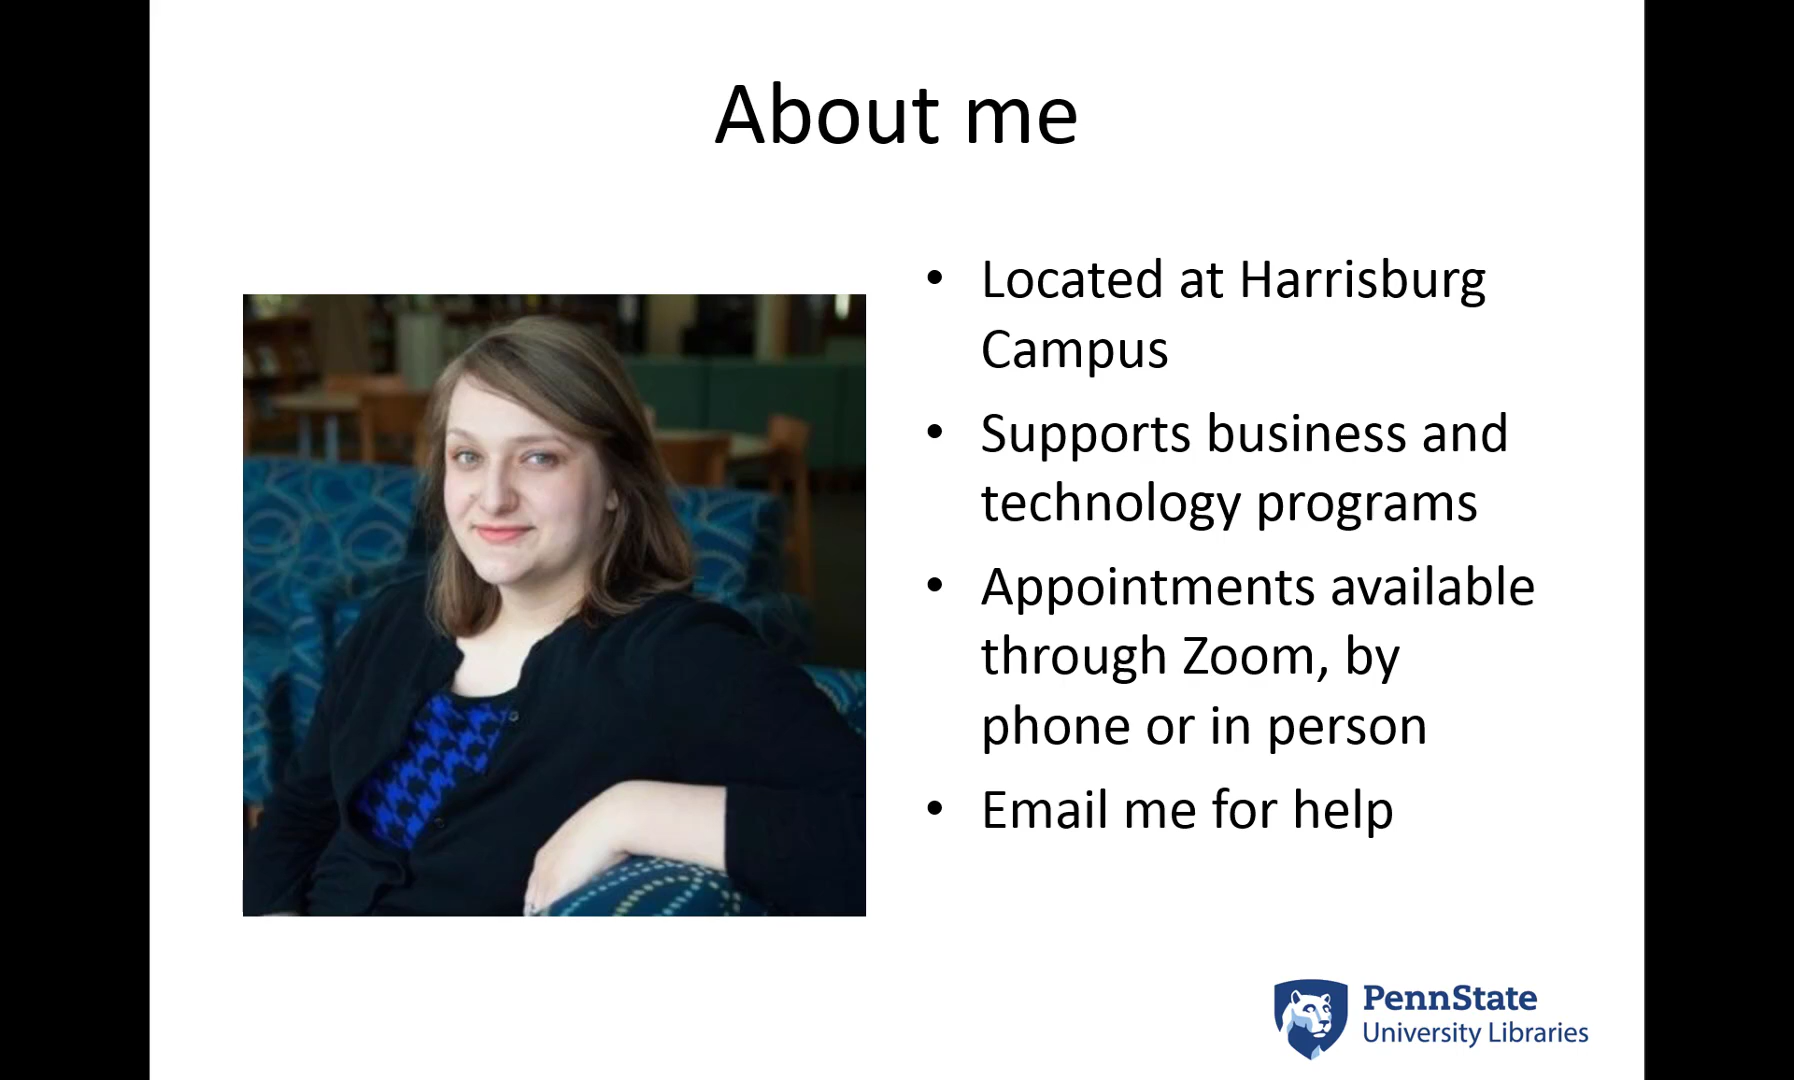 About me
• Located at Harrisburg
Campus
• Supports business and
technology programs
• Appointments available
through Zoom, by
phone or in person
• Email me for help
PennState
University Libraries